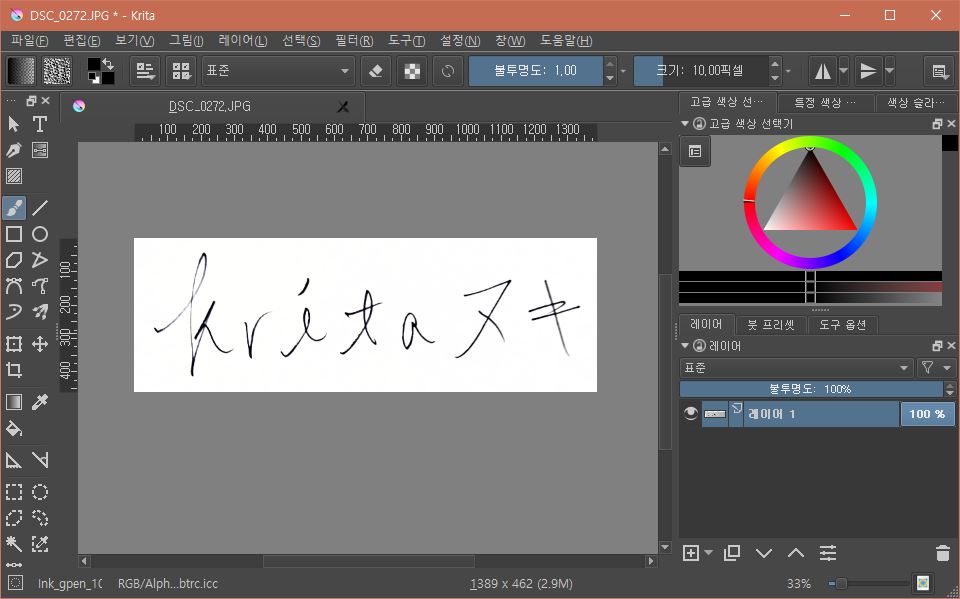 DSC_0272.JPG * - Krita
파일(F) 편집(E) 보기(V) 그림(I) 레이어(L) 선택(S) 필터(R) 도구(T) 설정(N) 창(W) 도움말(H)
표준 불투명도: 1.00 크기: 10.00픽셀
DSC_0272.JPG
고급 색상 선… 특정 색상 … 색상 슬라…
고급 색상 선택기
100 200 300 400 500 600 700 800 900 1000 1100 1200 1300
100 200 300 400
krita ヌキ
레이어 붓 프리셋 도구 옵션
레이어
표준
불투명도: 100%
레이어 1 100 %
Ink_gpen_10 RGB/Alph...btrc.icc 1389 x 462 (2.9M) 33%